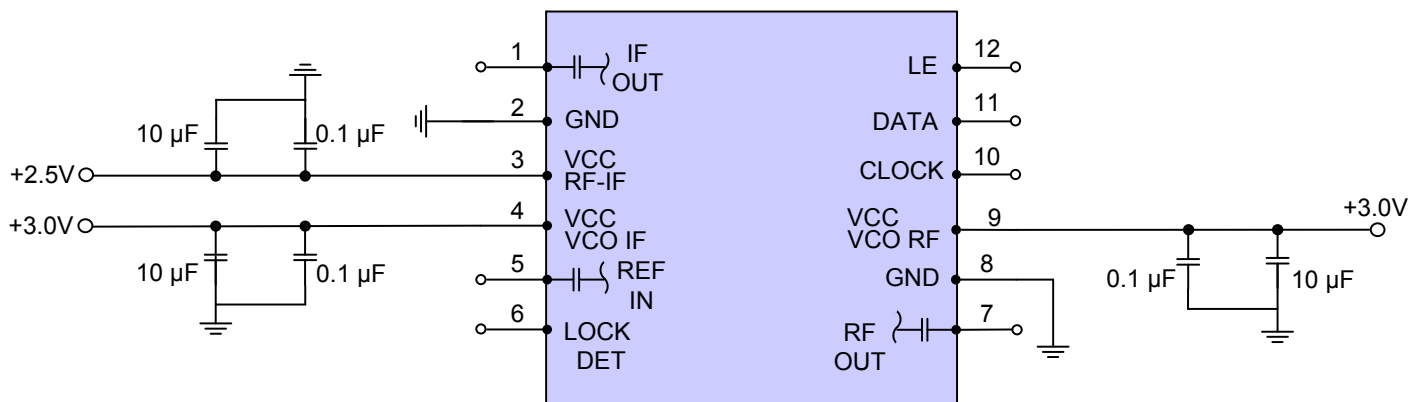 1
IF
OUT
2
GND
10 µF
0.1 µF
3
VCC
RF-IF
+2.5V
+3.0V
4
VCC
VCO IF
10 µF
0.1 µF
5
REF
IN
6
LOCK
DET
12
LE
11
DATA
10
CLOCK
9
VCC
VCO RF
+3.0V
8
GND
0.1 µF
10 µF
7
RF
OUT